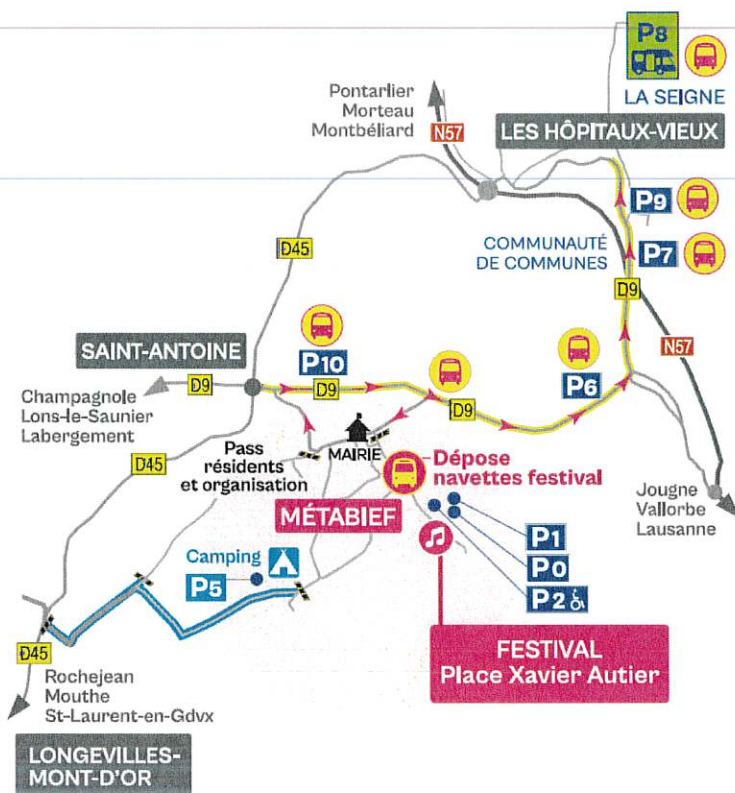 P8
LA SEIGNE
Pontarlier
Morteau
Montbéliard
N57
LES HÔPITAUX-VIEUX
P9
COMMUNAUTÉ
DE COMMUNES
P7
D45
D9
N57
SAINT-ANTOINE
P10
P6
D9
D9
D9
Champagnole
Lons-le-Saunier
Labergement
D45
Pass
résidents
et organisation
MAIRIE
Dépose
navettes festival
MÉTABIEF
Jougne
Vallorbe
Lausanne
P1
P0
P2
Camping
P5
FESTIVAL
Place Xavier Autier
D45
Rochejean
Mouthe
St-Laurent-en-Gdvx
LONGEVILLES-
MONT-D'OR